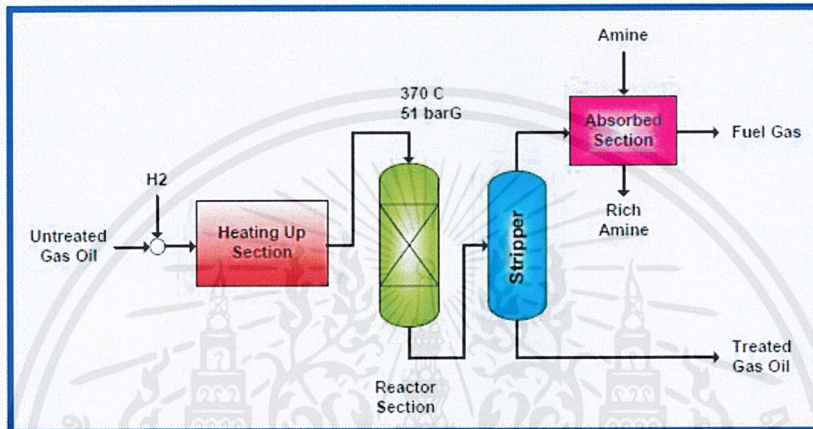 Amine
370 C
51 barG
Absorbed
Section
Fuel Gas
H2
Rich
Amine
Untreated
Gas Oil
Heating Up
Section
Stripper
Reactor
Section
Treated
Gas Oil